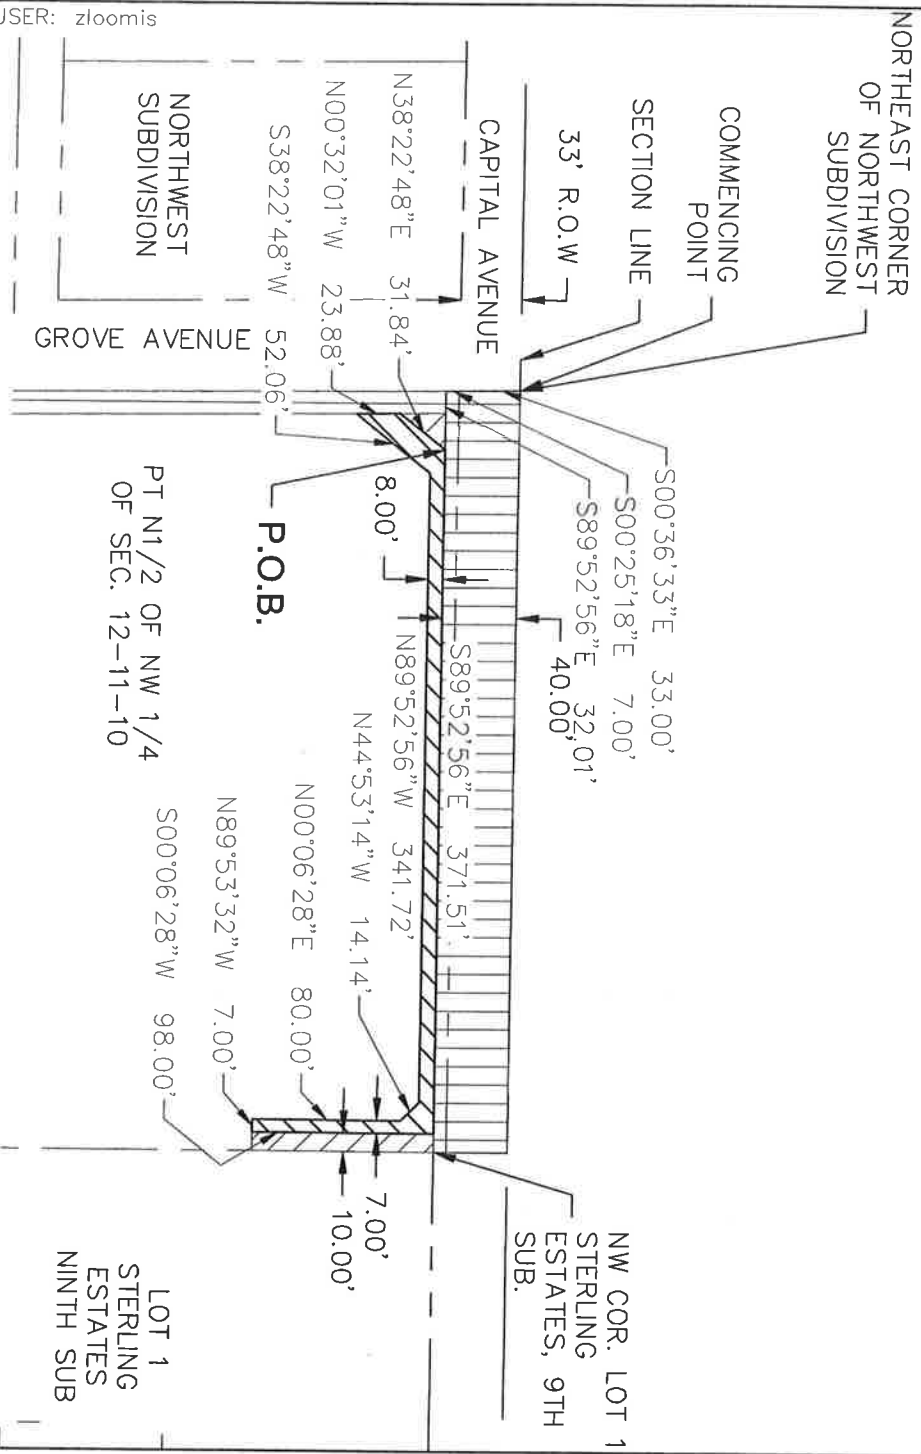 USER: zloomis
NORTHEAST CORNER
OF NORTHWEST
SUBDIVISION
COMMENCING
POINT
SECTION LINE
33' R.O.W
CAPITAL AVENUE
N38°22'48"E 31.84'
N00°32'01"W 23.88'
S38°22'48"W 52.06'
NORTHWEST
SUBDIVISION
GROVE AVENUE
S00°36'33"E 33.00'
S00°25'18"E 7.00'
S89°52'56"E 32.01'
40.00'
8.00'
P.O.B.
S89°52'56"E 371.51'
N89°52'56"W 341.72'
N44°53'14"W 14.14'
N00°06'28"E 80.00'
N89°53'32"W 7.00'
S00°06'28"W 98.00'
PT N1/2 OF NW 1/4
OF SEC. 12-11-10
7.00'
10.00'
NW COR. LOT 1
STERLING
ESTATES, 9TH
SUB.
LOT 1
STERLING
ESTATES
NINTH SUB